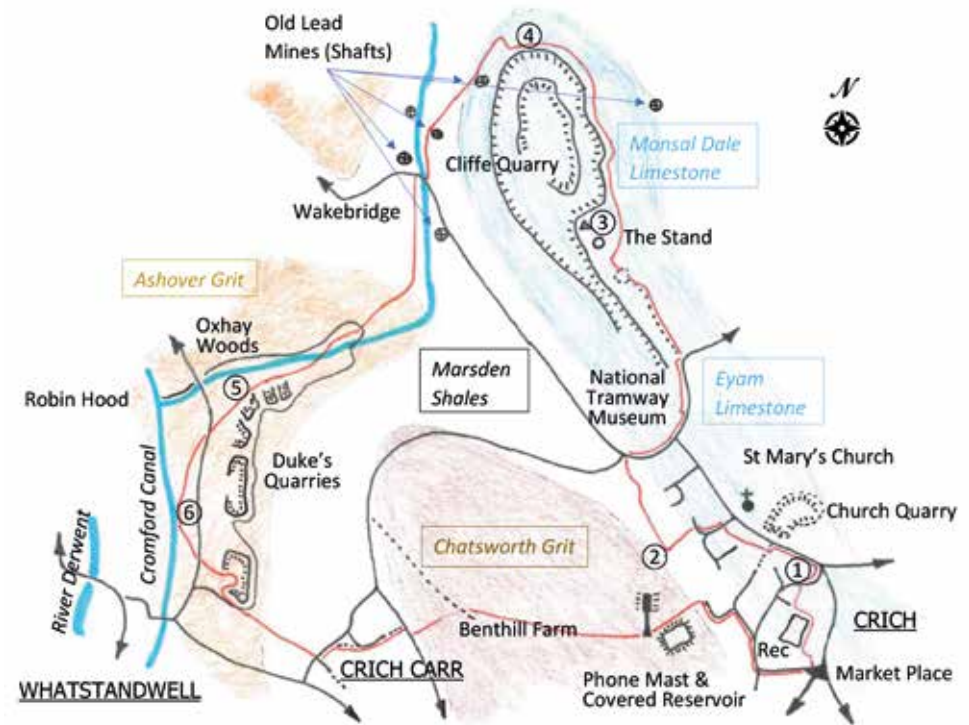 Old Lead
Mines (Shafts)
4
N
Cliffe Quarry
Monsal Dale
Limestone
Wakebridge
3
The Stand
Ashover Grit
Oxhay
Woods
Robin Hood
5
Marsden
Shales
National
Tramway
Museum
Eyam
Limestone
Duke's
Quarries
St Mary's Church
Church Quarry
6
Cromford Canal
River Derwent
Chatsworth Grit
2
1
CRICH
Benthill Farm
Rec
CRICH CARR
Phone Mast &
Covered Reservoir
Market Place
WHATSTANDWELL